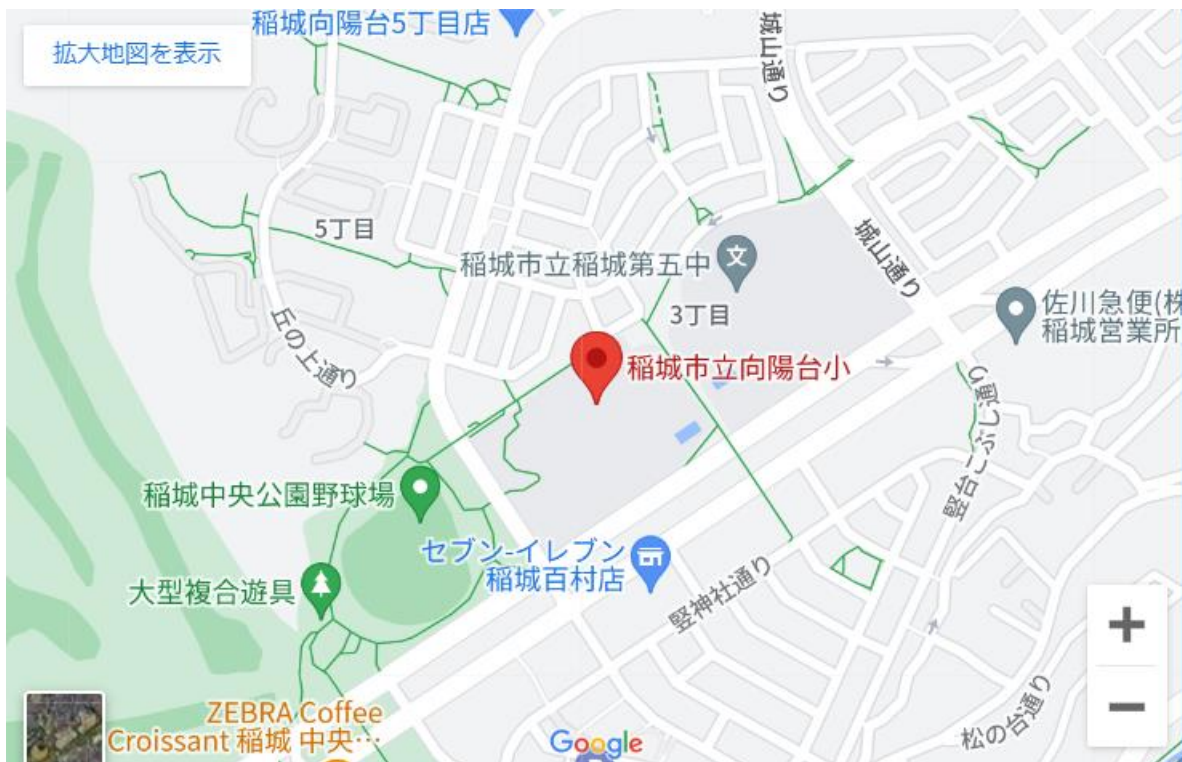 稲城向陽台5丁目店
拡大地図を表示
城山通り
5丁目
稲城市立稲城第五中
文
城山通り
3丁目
佐川急便(株
稲城営業所
丘の上通り
稲城市立向陽台小
竪台こぶし通り
稲城中央公園野球場
セブン-イレブン
稲城百村店
大型複合遊具
竪神社通り
ZEBRA Coffee
Croissant 稲城 中央…
Google
松の台通り